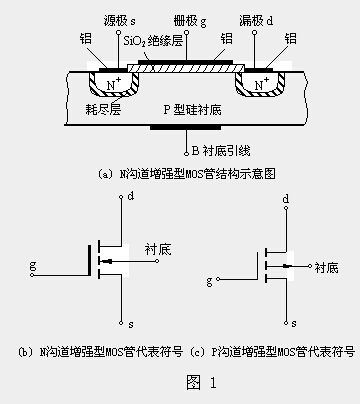 源极 s 栅极 g 漏极 d
铝 SiO2 绝缘层 铝 铝
N+ N+
耗尽层 P 型硅衬底
B 衬底引线
(a) N沟道增强型MOS管结构示意图
d d
衬底 衬底
g g
s s
(b) N沟道增强型MOS管代表符号 (c) P沟道增强型MOS管代表符号
图 1